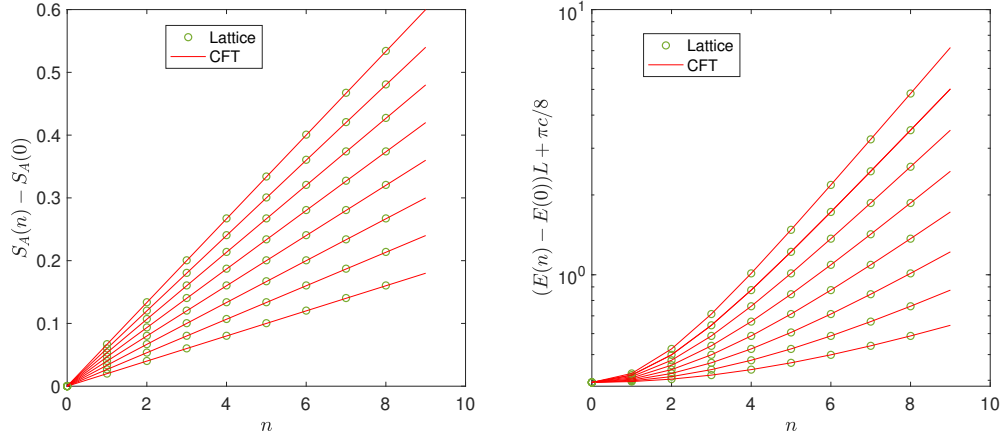 0.6
0.5
0.4
0.3
0.2
0.1
0
0 2 4 6 8 10
n
S_A(n) − S_A(0)
Lattice
CFT
10^1
10^0
0 2 4 6 8 10
n
(E(n) − E(0))L + πc/8
Lattice
CFT